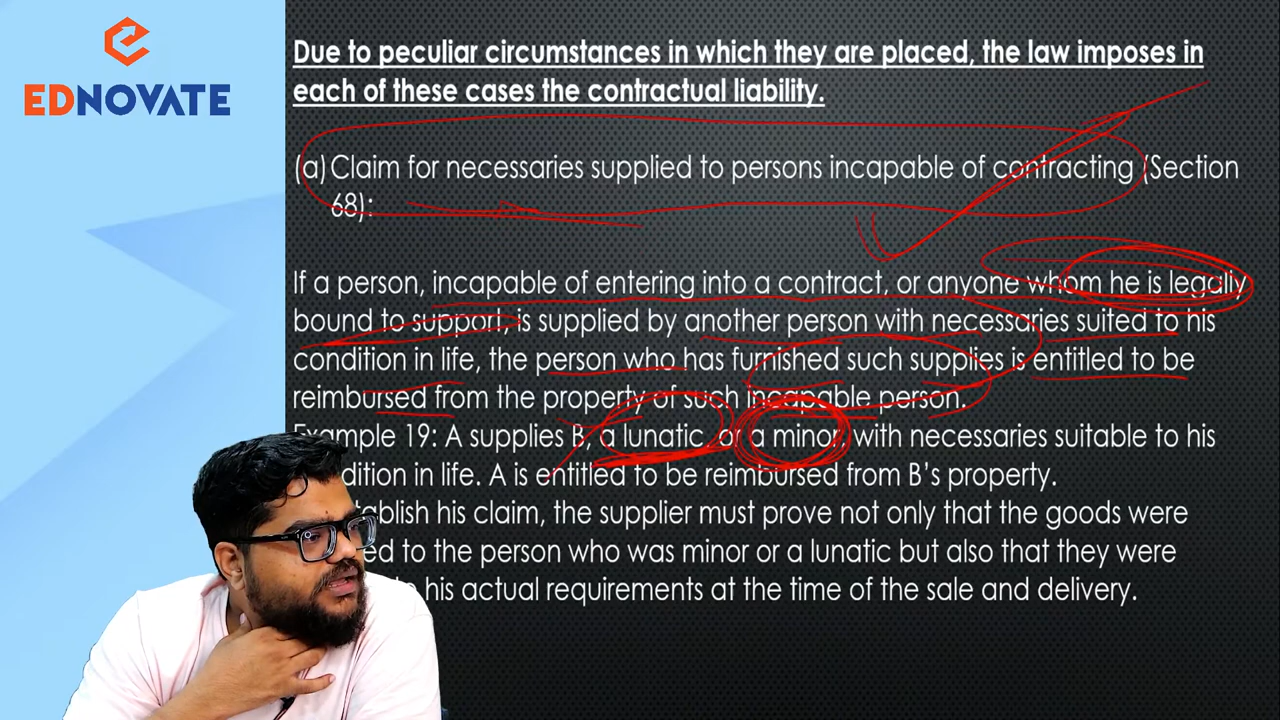 EDNOVATE
Due to peculiar circumstances in which they are placed, the law imposes in
each of these cases the contractual liability.
(a) Claim for necessaries supplied to persons incapable of contracting (Section
68):
If a person, incapable of entering into a contract, or anyone whom he is legally
bound to support, is supplied by another person with necessaries suited to his
condition in life, the person who has furnished such supplies is entitled to be
reimbursed from the property of such incapable person.
Example 19: A supplies B, a lunatic, or a minor, with necessaries suitable to his
condition in life. A is entitled to be reimbursed from B's property.
establish his claim, the supplier must prove not only that the goods were
to the person who was minor or a lunatic but also that they were
his actual requirements at the time of the sale and delivery.